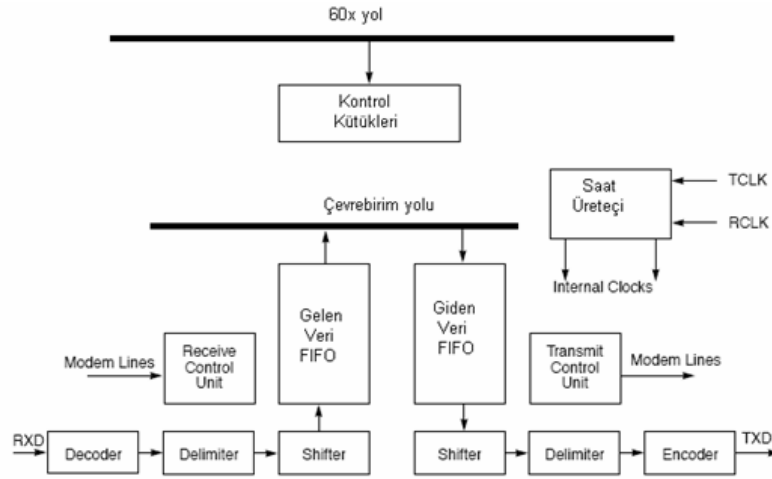 60x yol
Kontrol
Kütükleri
Saat
Üreteçi
TCLK
RCLK
Internal Clocks
Çevrebirim yolu
Gelen
Veri
FIFO
Giden
Veri
FIFO
Modem Lines
Receive
Control
Unit
Transmit
Control
Unit
Modem Lines
RXD
Decoder
Delimiter
Shifter
Shifter
Delimiter
Encoder
TXD